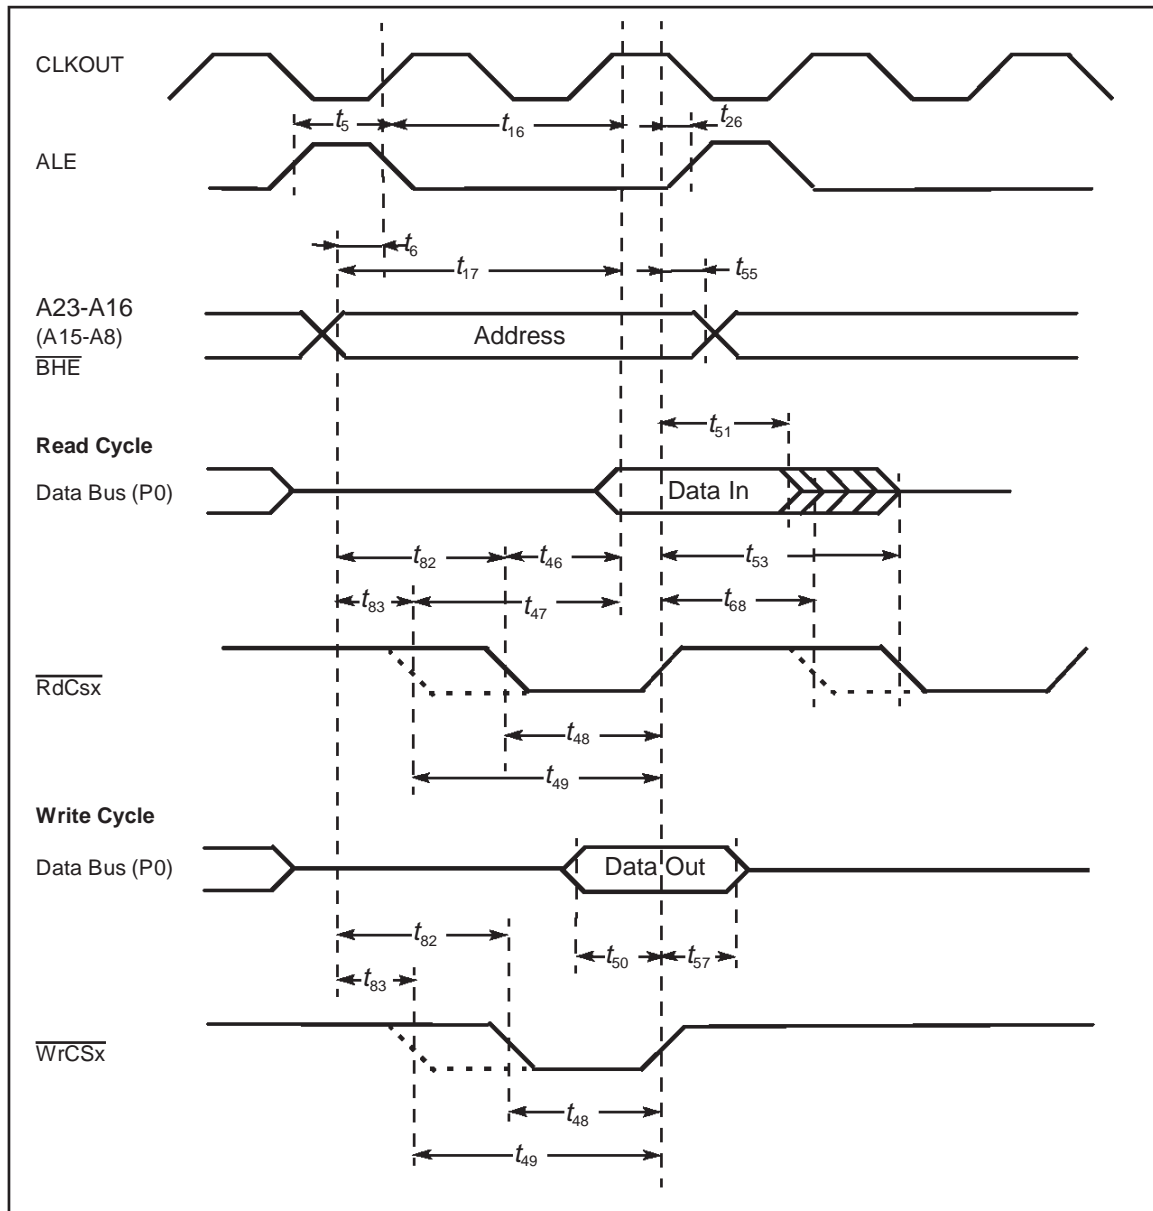 CLKOUT
t5
t16
t26
ALE
t6
t17
t55
A23-A16
(A15-A8)
BHE
Address
Read Cycle
t51
Data Bus (P0)
Data In
t82
t46
t53
t83
t47
t68
RdCsx
t48
t49
Write Cycle
Data Bus (P0)
Data Out
t82
t50
t57
t83
WrCSx
t48
t49